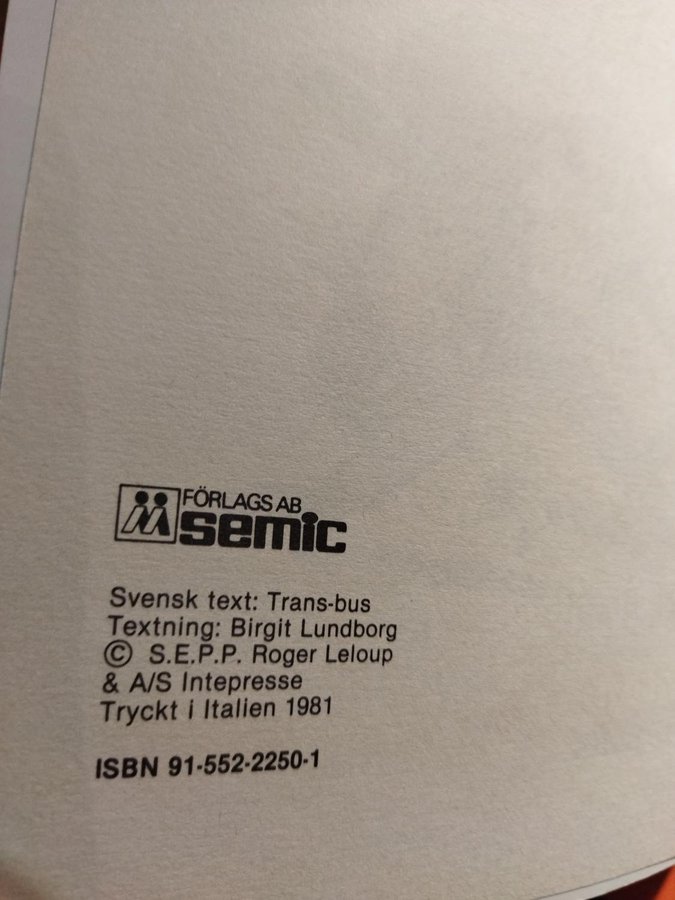 FÖRLAGS AB
semic
Svensk text: Trans-bus
Textning: Birgit Lundborg
© S.E.P.P. Roger Leloup
& A/S Intepresse
Tryckt i Italien 1981
ISBN 91-552-2250-1